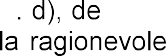 . d), de
la ragionevole